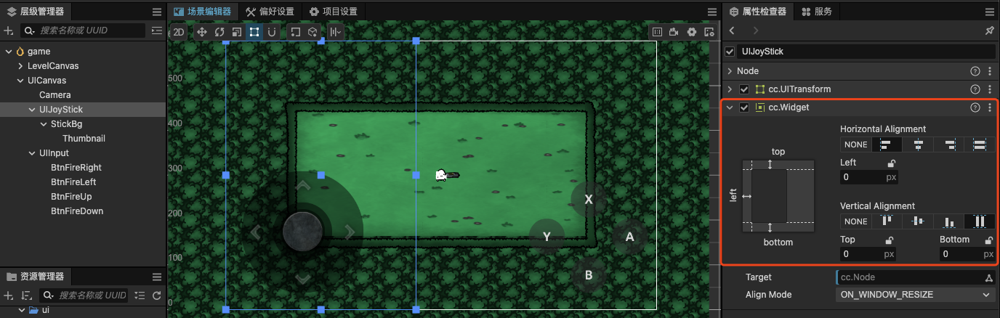 层级管理器
搜索名称或 UUID
game
LevelCanvas
UICanvas
Camera
UIJoyStick
StickBg
Thumbnail
UIInput
BtnFireRight
BtnFireLeft
BtnFireUp
BtnFireDown
资源管理器
搜索名称或 UUID
ui
场景编辑器 偏好设置 项目设置
2D
500
400
300
200
100
0
X
Y
A
B
属性检查器 服务
UIJoyStick
Node
cc.UITransform
cc.Widget
Horizontal Alignment
NONE
top
Left
0 px
left
Vertical Alignment
NONE
bottom
Top Bottom
0 px 0 px
Target cc.Node
Align Mode ON_WINDOW_RESIZE